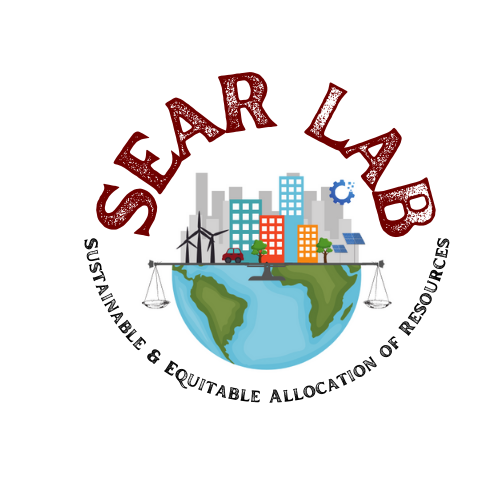 SEAR LAB
SUSTAINABLE & EQUITABLE ALLOCATION OF RESOURCES